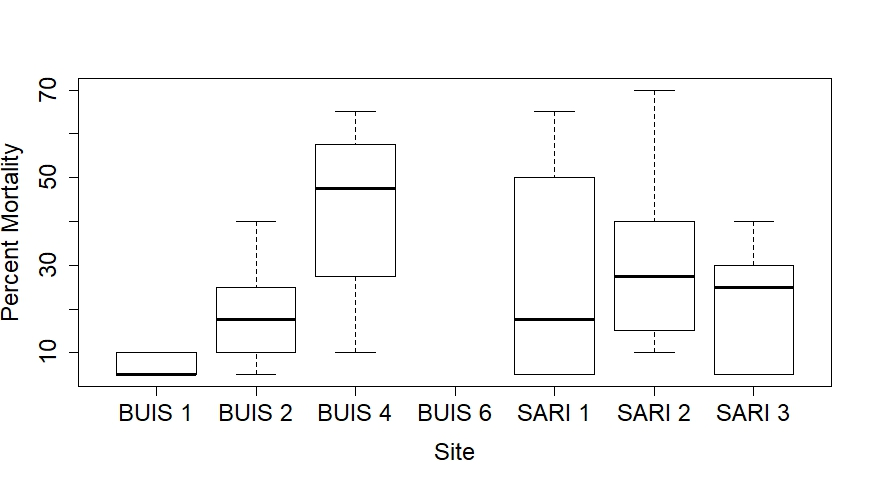 70
50
30
10
Percent Mortality
BUIS 1 BUIS 2 BUIS 4 BUIS 6 SARI 1 SARI 2 SARI 3
Site